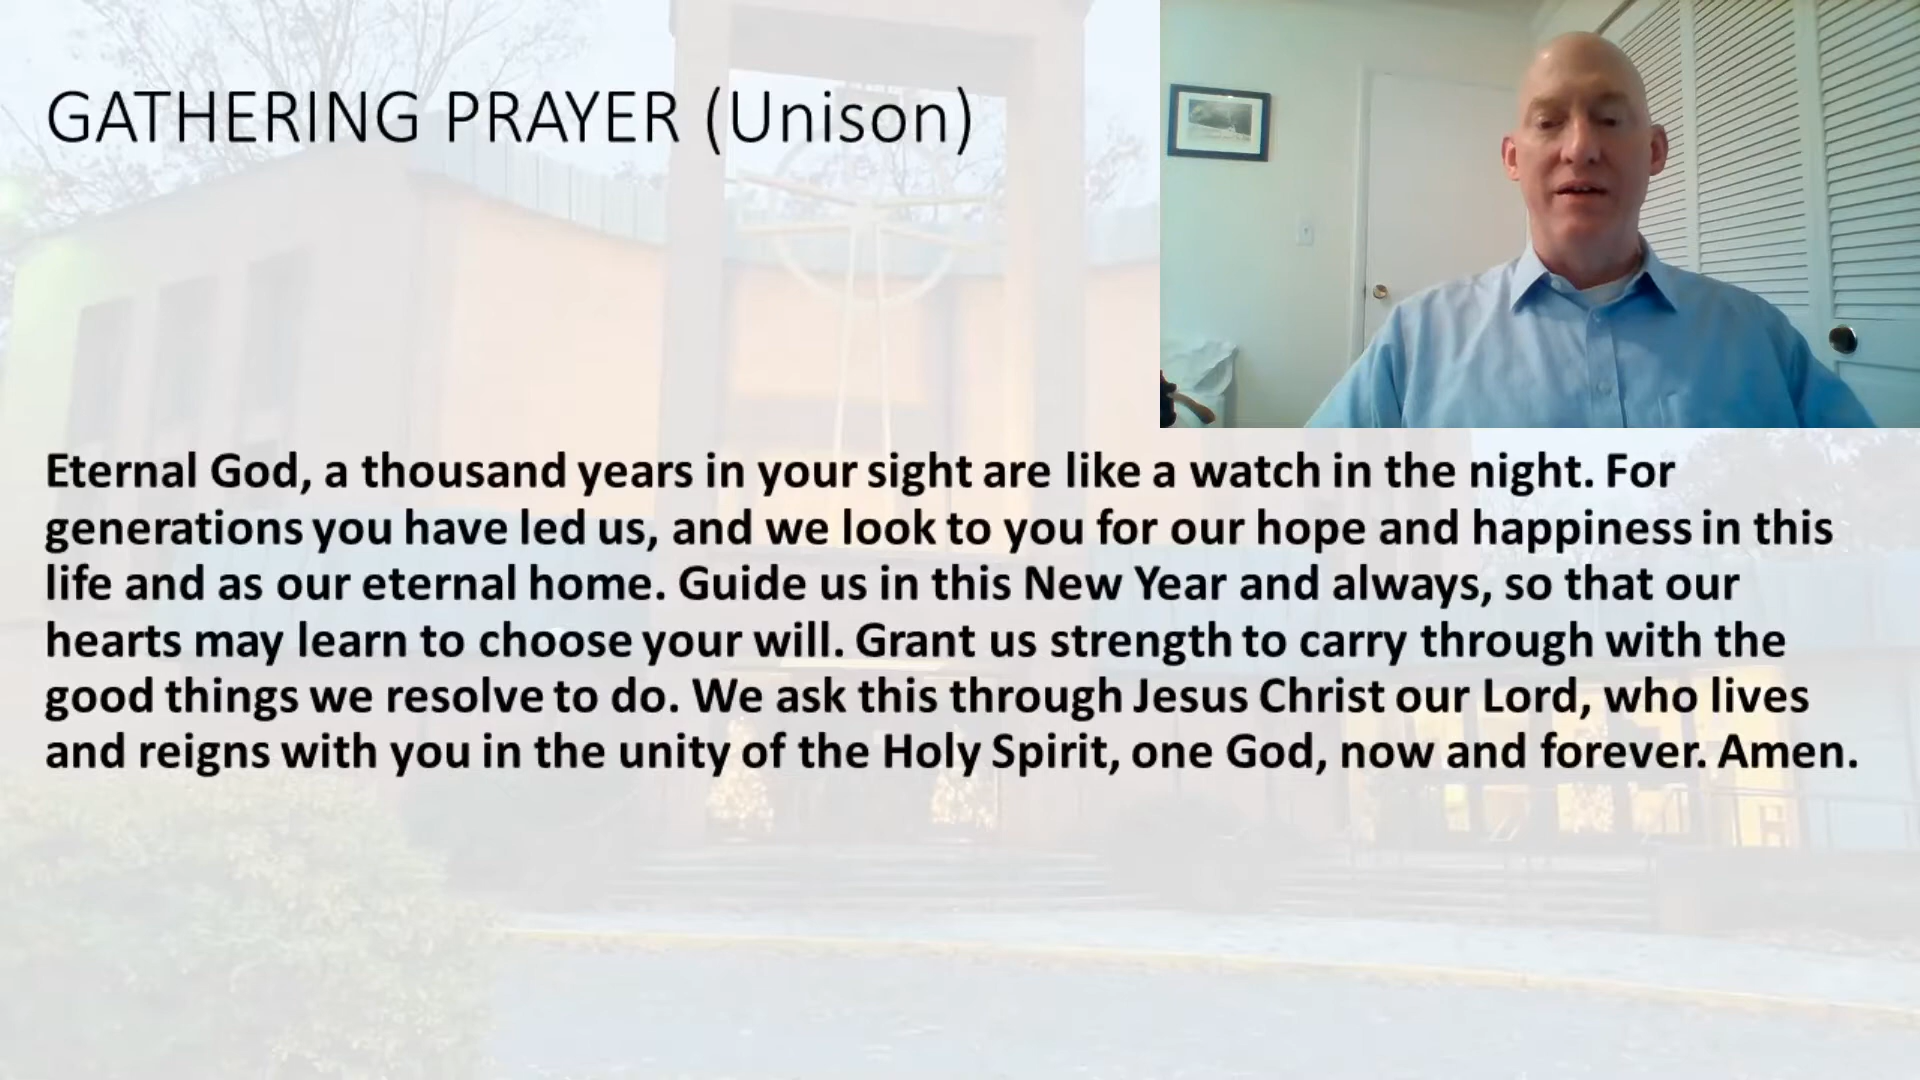 GATHERING PRAYER (Unison)
Eternal God, a thousand years in your sight are like a watch in the night. For
generations you have led us, and we look to you for our hope and happiness in this
life and as our eternal home. Guide us in this New Year and always, so that our
hearts may learn to choose your will. Grant us strength to carry through with the
good things we resolve to do. We ask this through Jesus Christ our Lord, who lives
and reigns with you in the unity of the Holy Spirit, one God, now and forever. Amen.